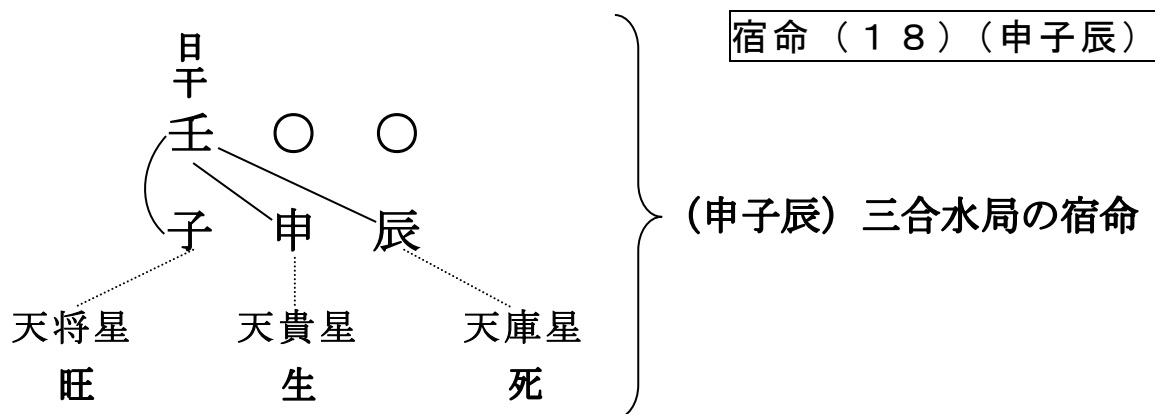 宿命（１８）（申子辰）
日
干
壬 〇 〇
子 申 辰
(申子辰) 三合水局の宿命
天将星 天貴星 天庫星
旺 生 死